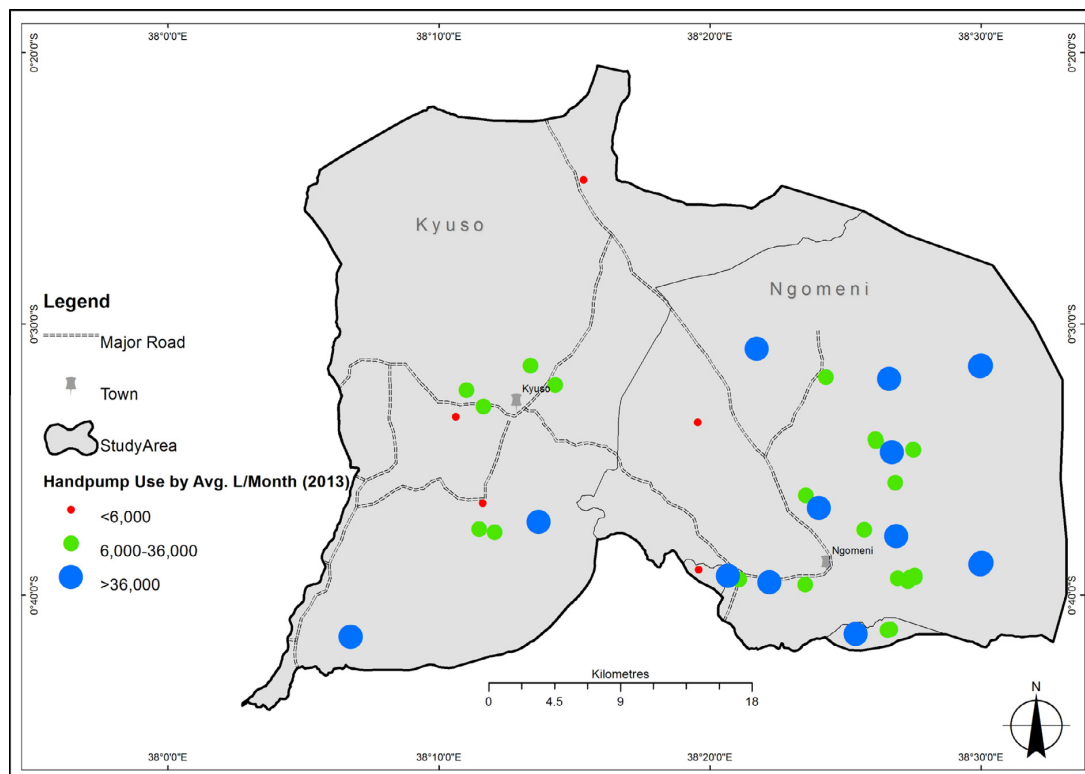 38°0'0"E 38°10'0"E 38°20'0"E 38°30'0"E
0°20'0"S 0°20'0"S
Kyuso
Ngomeni
Legend
0°30'0"S 0°30'0"S
Major Road
Town
Kyuso
StudyArea
Handpump Use by Avg. L/Month (2013)
<6,000
6,000-36,000
>36,000
Ngomeni
0°40'0"S 0°40'0"S
Kilometres
0 4.5 9 18
N
38°0'0"E 38°10'0"E 38°20'0"E 38°30'0"E